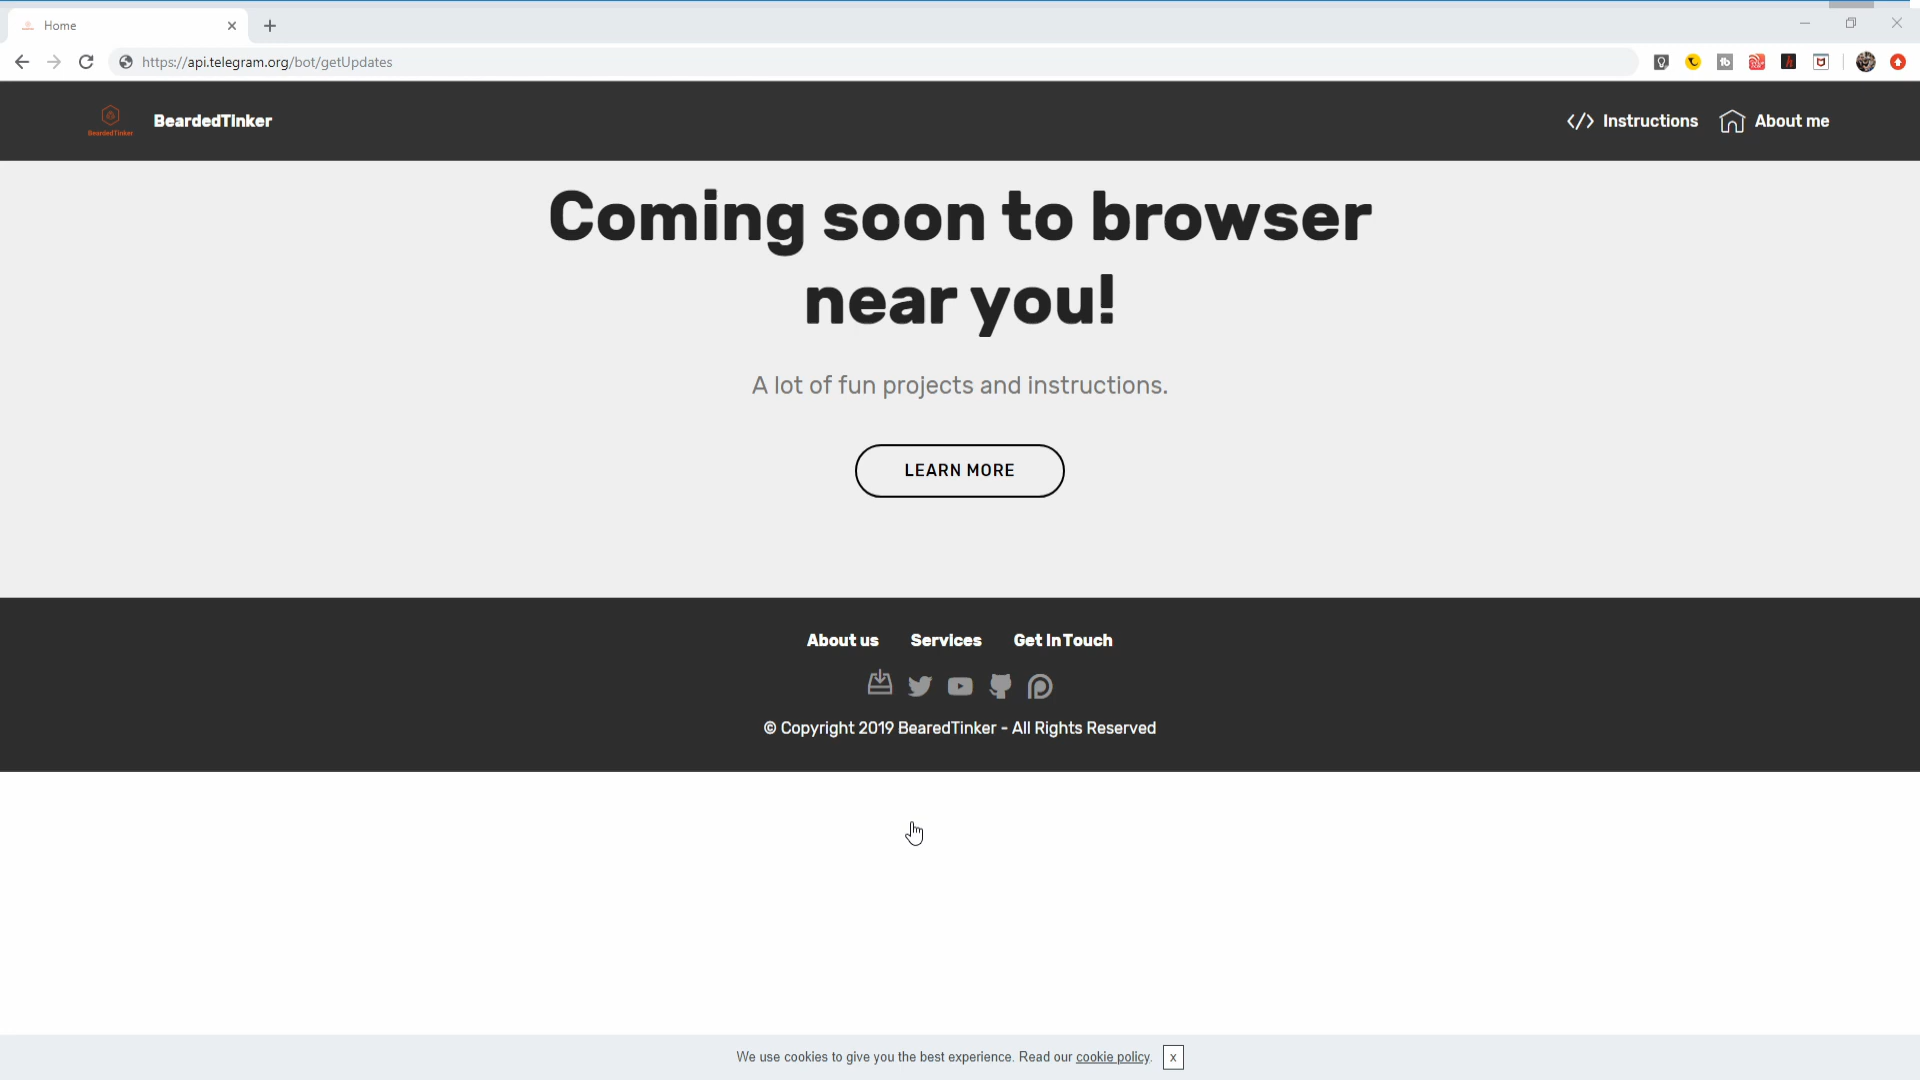 Home
https://api.telegram.org/bot/getUpdates
BeardedTinker
BeardedTinker
Instructions
About me
Coming soon to browser
near you!
A lot of fun projects and instructions.
LEARN MORE
About us Services Get In Touch
© Copyright 2019 BearedTinker - All Rights Reserved
We use cookies to give you the best experience. Read our cookie policy. x